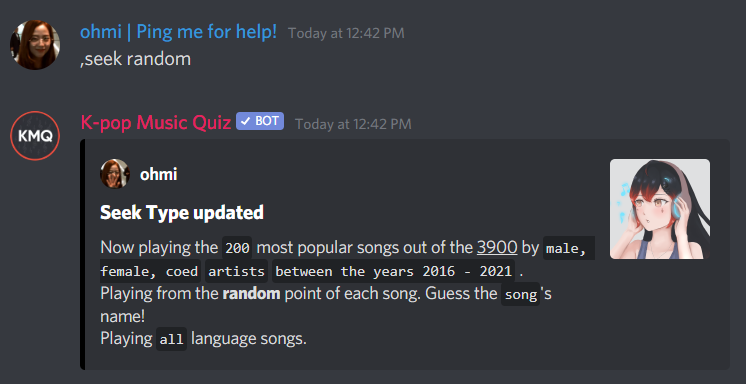 ohmi | Ping me for help! Today at 12:42 PM
,seek random
KMQ
K-pop Music Quiz ✓ BOT Today at 12:42 PM
ohmi
Seek Type updated
Now playing the 200 most popular songs out of the 3900 by male,
female, coed artists between the years 2016 - 2021 .
Playing from the random point of each song. Guess the song's
name!
Playing all language songs.